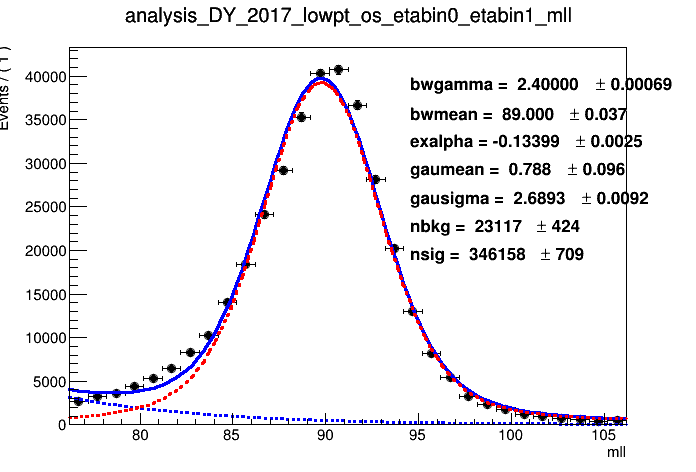 analysis_DY_2017_lowpt_os_etabin0_etabin1_mll
Events / ( 1 )
40000
35000
30000
25000
20000
15000
10000
5000
0
bwgamma = 2.40000 ± 0.00069
bwmean = 89.000 ± 0.037
exalpha = -0.13399 ± 0.0025
gaumean = 0.788 ± 0.096
gausigma = 2.6893 ± 0.0092
nbkg = 23117 ± 424
nsig = 346158 ± 709
80 85 90 95 100 105
mll